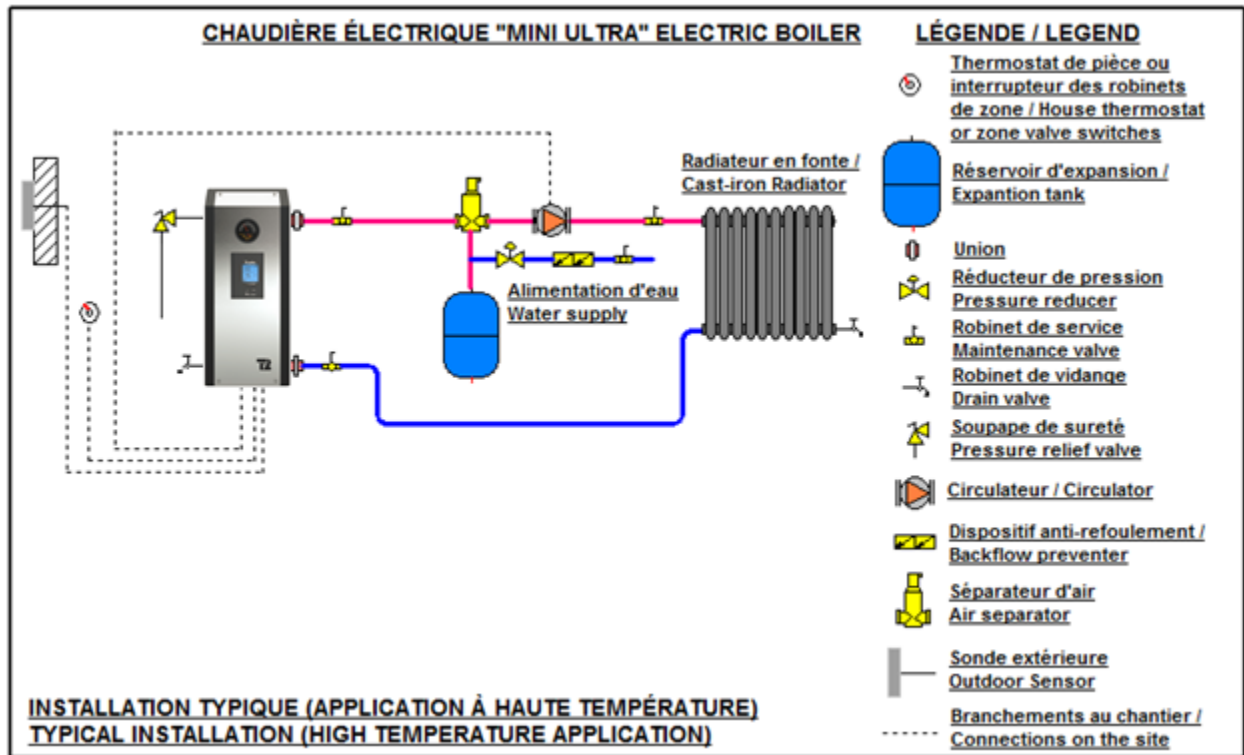 CHAUDIÈRE ÉLECTRIQUE "MINI ULTRA" ELECTRIC BOILER
LÉGENDE / LEGEND
Thermostat de pièce ou
interrupteur des robinets
de zone / House thermostat
or zone valve switches
Radiateur en fonte /
Cast-iron Radiator
Réservoir d'expansion /
Expantion tank
Union
Alimentation d'eau
Water supply
Réducteur de pression
Pressure reducer
Robinet de service
Maintenance valve
Robinet de vidange
Drain valve
Soupape de sureté
Pressure relief valve
Circulateur / Circulator
Dispositif anti-refoulement /
Backflow preventer
Séparateur d'air
Air separator
Sonde extérieure
Outdoor Sensor
Branchements au chantier /
Connections on the site
INSTALLATION TYPIQUE (APPLICATION À HAUTE TEMPÉRATURE)
TYPICAL INSTALLATION (HIGH TEMPERATURE APPLICATION)